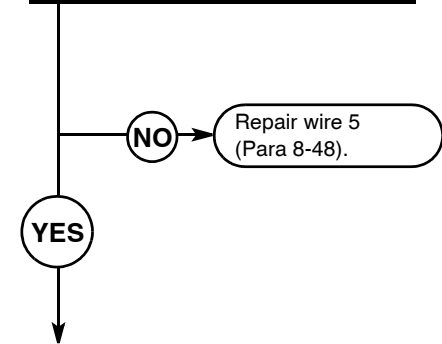 NO
Repair wire 5
(Para 8-48).
YES